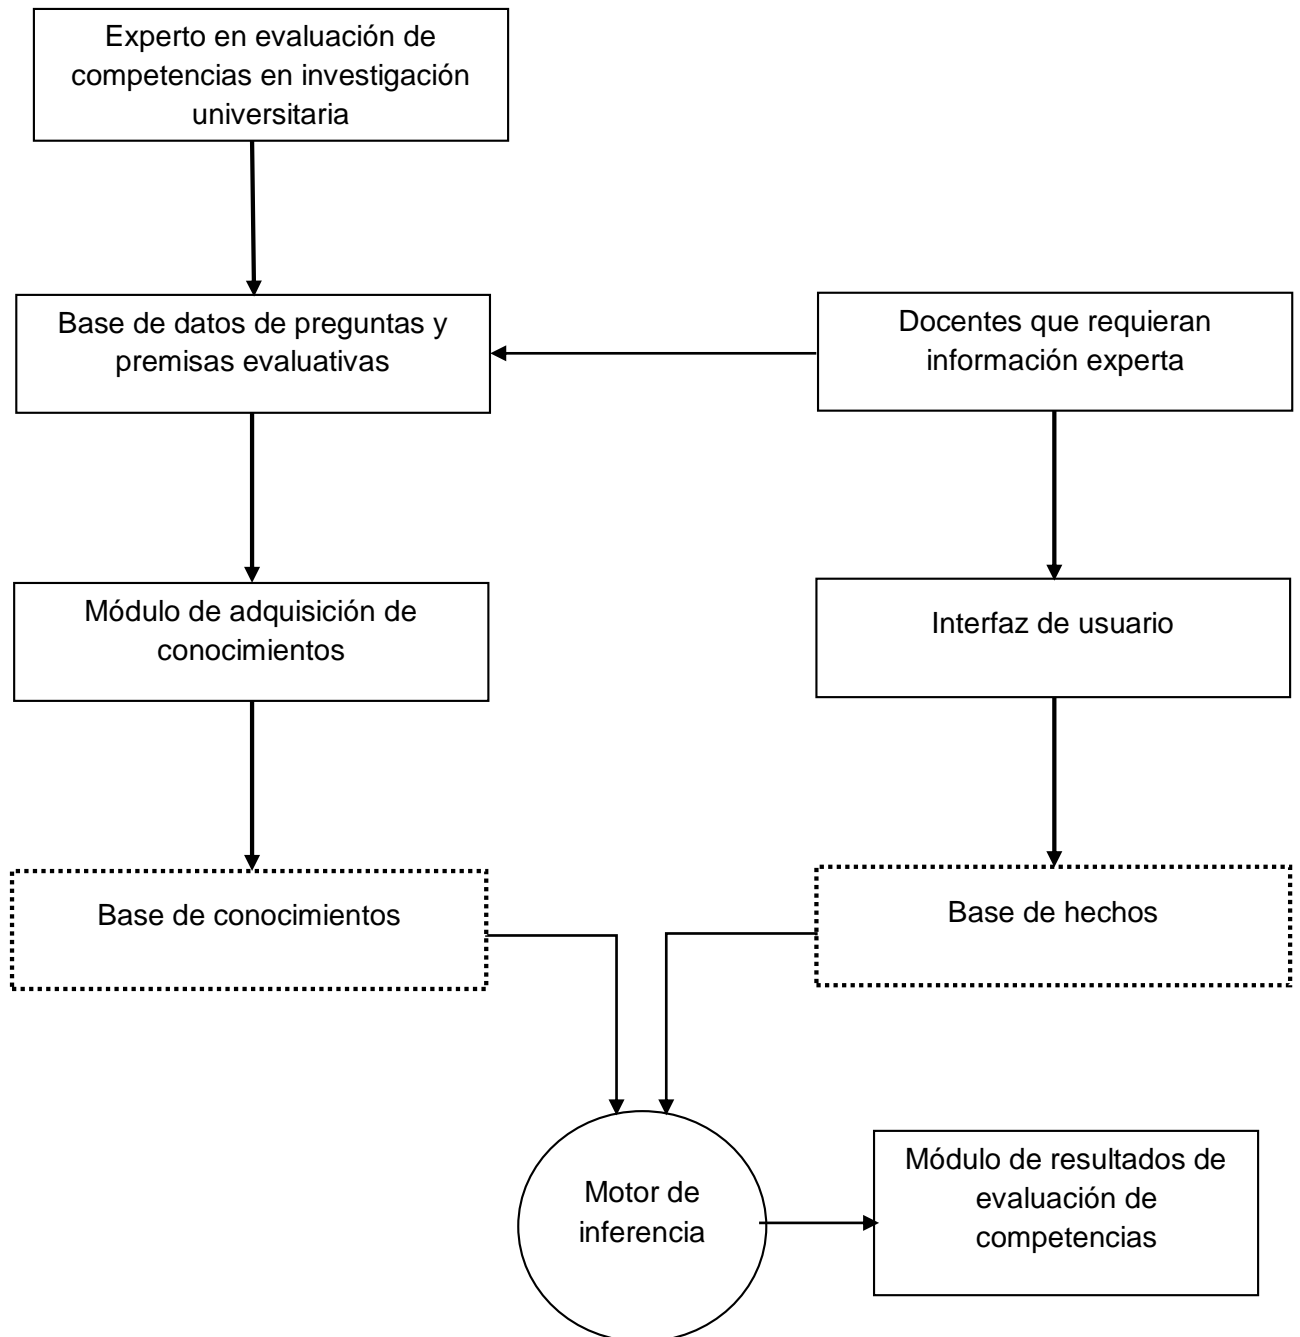 Experto en evaluación de
competencias en investigación
universitaria
Base de datos de preguntas y
premisas evaluativas
Docentes que requieran
información experta
Módulo de adquisición de
conocimientos
Interfaz de usuario
Base de conocimientos
Base de hechos
Motor de
inferencia
Módulo de resultados de
evaluación de
competencias